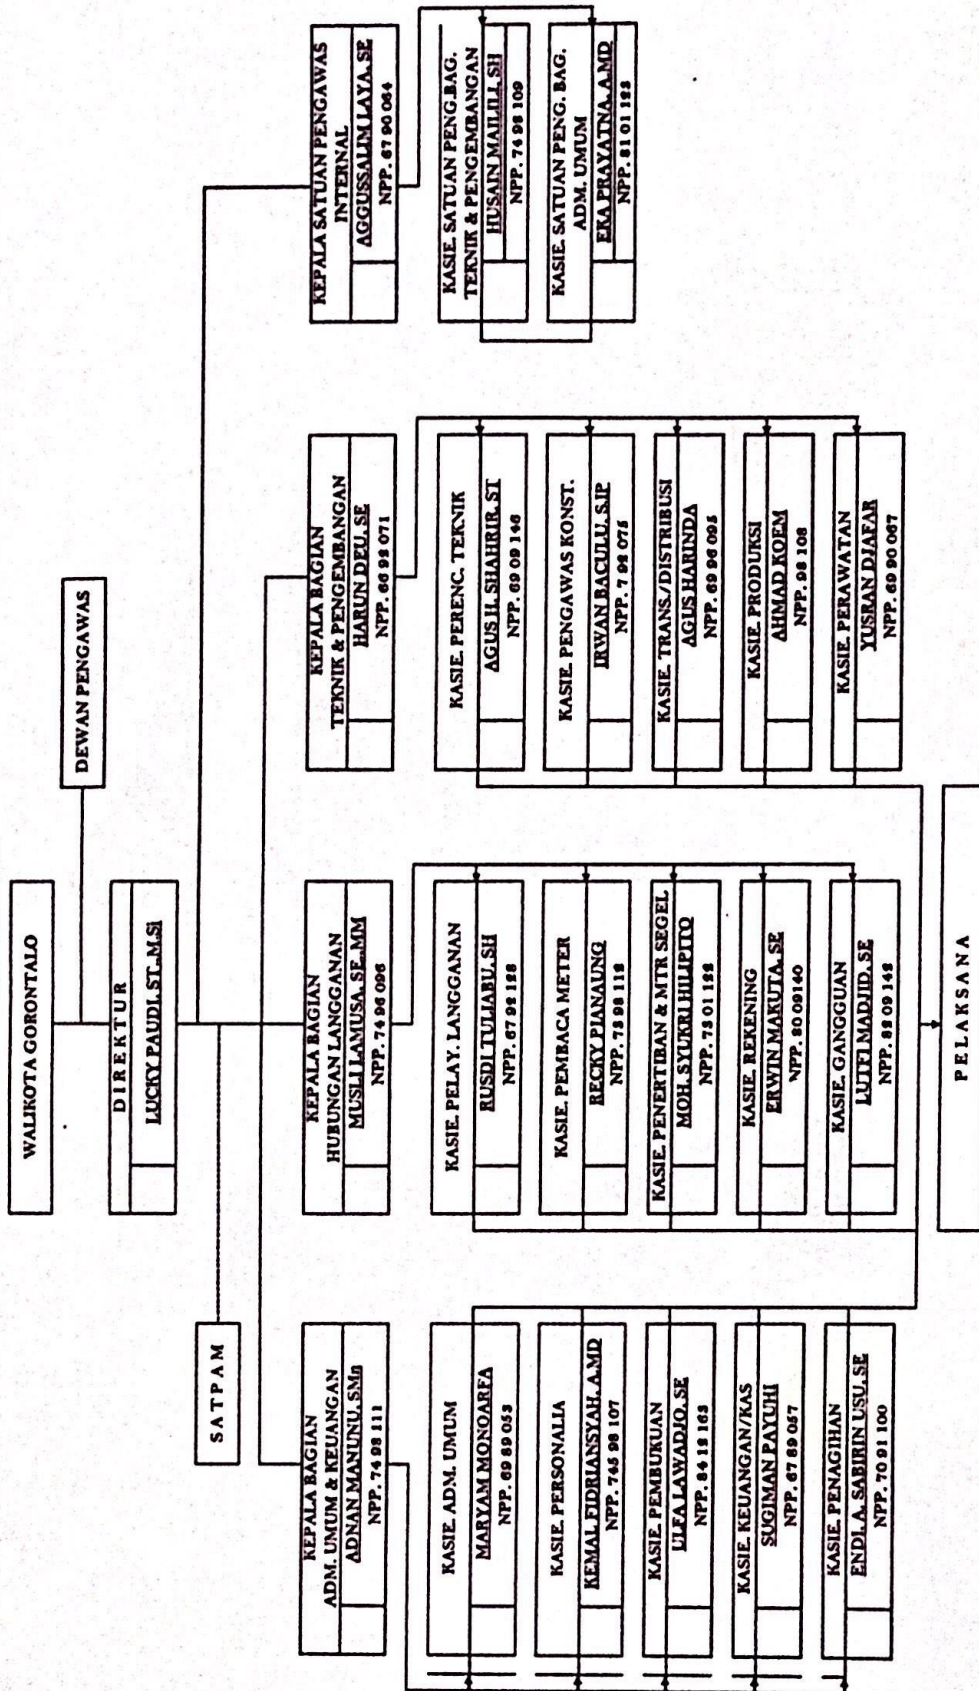 WALIKOTA GORONTALO
DEWAN PENGAWAS
DIREKTUR
LUCKY PAUDI, ST.,M.Si
SATPAM
KEPALA BAGIAN
ADM. UMUM & KEUANGAN
ADNAN MANUNU, SMn
NPP. 74 98 111
KASIE. ADM. UMUM
MARYAM MONOARFA
NPP. 69 89 053
KASIE. PERSONALIA
KEMAL FIDRIANSYAH, A.MD
NPP. 745 98 107
KASIE. PEMBUKUAN
ULFA LAWADJO, SE
NPP. 84 12 163
KASIE. KEUANGAN/KAS
SUGIMAN PAYUHI
NPP. 67 89 057
KASIE. PENAGIHAN
ENDI. A. SABIRIN USU, SE
NPP. 70 91 100
KEPALA BAGIAN
HUBUNGAN LANGGANAN
MUSLI LAMUSA, SE.,MM
NPP. 74 96 096
KASIE. PELAY. LANGGANAN
RUSDI TULIABU, SH
NPP. 67 92 128
KASIE. PEMBACA METER
RECKY PIANAUNG
NPP. 73 98 112
KASIE. PENERTIBAN & MTR SEGEL
MOH. SYUKRI HILIPITO
NPP. 73 01 122
KASIE. REKENING
ERWIN MAKUTA, SE
NPP. 80 09140
KASIE. GANGGUAN
LUTFI MADJID, SE
NPP. 82 09 142
KEPALA BAGIAN
TEKNIK & PENGEMBANGAN
HARUN DEU, SE
NPP. 66 92 071
KASIE. PERENC. TEKNIK
AGUS H. SHAHRIR, ST
NPP. 69 09 146
KASIE. PENGAWAS KONST.
IRWAN BACULU, S.IP
NPP. 7 92 075
KASIE. TRANS./DISTRIBUSI
AGUS HARINDA
NPP. 69 96 095
KASIE. PRODUKSI
AHMAD KOEM
NPP. 98 108
KASIE. PERAWATAN
YUSRAN DJAFAR
NPP. 69 90 067
KEPALA SATUAN PENGAWAS
INTERNAL
AGGUSSALIM LAYA, SE
NPP. 67 90 064
KASIE. SATUAN PENG.BAG.
TEKNIK & PENGEMBANGAN
HUSAIN MAILILI, SH
NPP. 74 98 109
KASIE. SATUAN PENG. BAG.
ADM. UMUM
EKA PRAYATNA, A.MD
NPP. 81 01 123
PELAKSANA